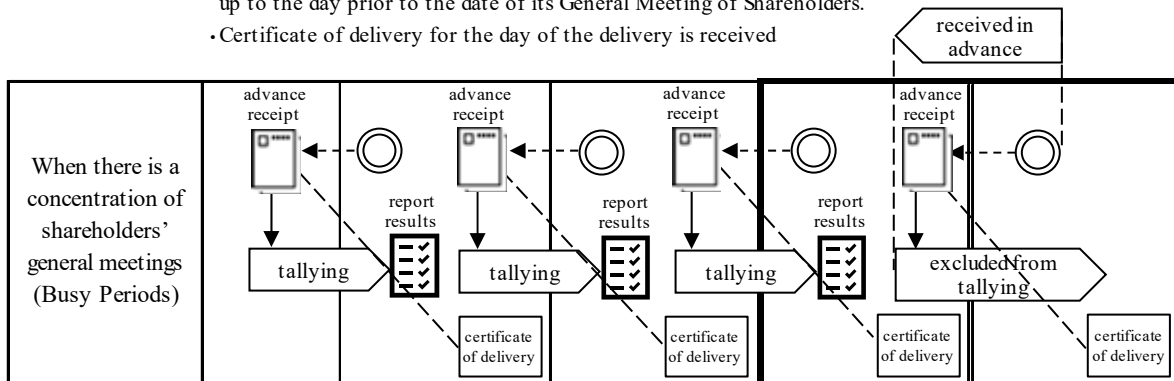 up to the day prior to the date of its General Meeting of Shareholders.
・Certificate of delivery for the day of the delivery is received
received in
advance
When there is a
concentration of
shareholders'
general meetings
(Busy Periods)
advance
receipt
tallying
report
results
certificate
of delivery
advance
receipt
tallying
report
results
certificate
of delivery
advance
receipt
tallying
report
results
certificate
of delivery
advance
receipt
excluded from
tallying
certificate
of delivery